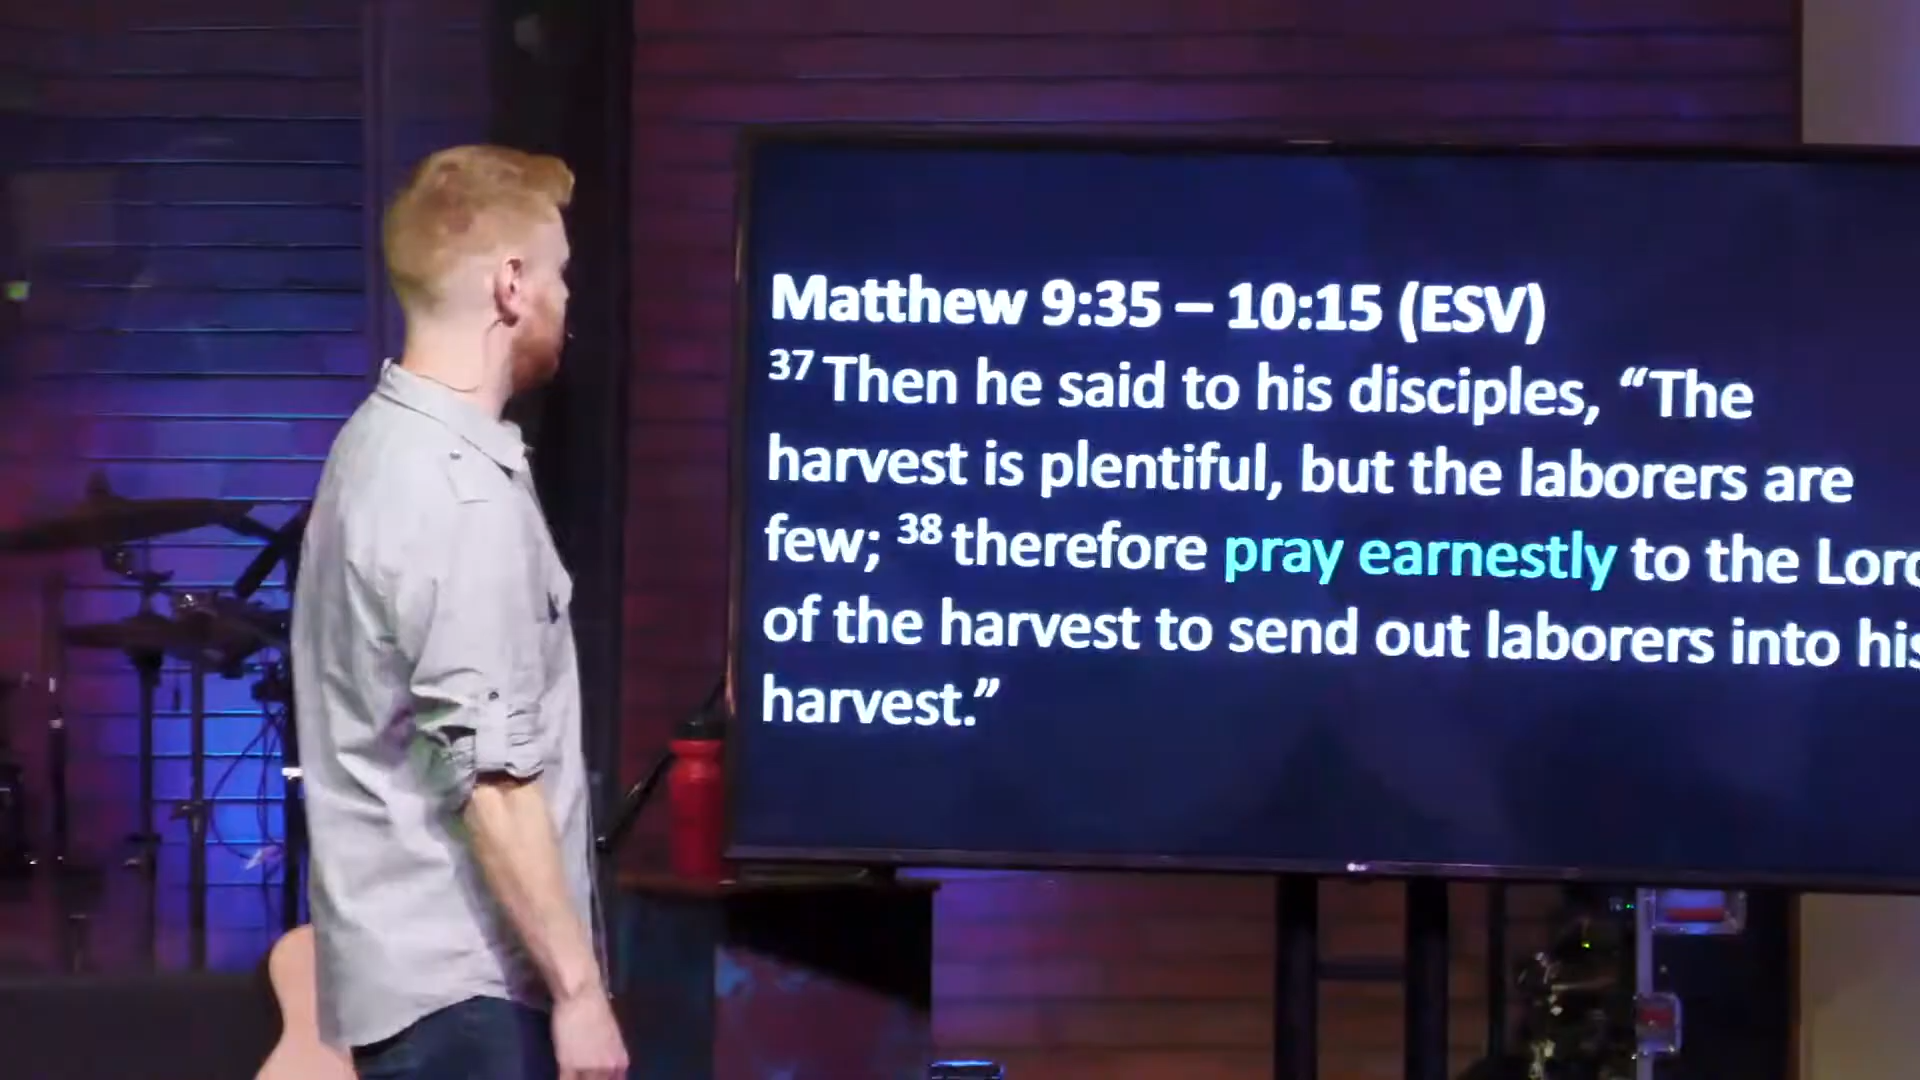 Matthew 9:35 – 10:15 (ESV)
37 Then he said to his disciples, “The
harvest is plentiful, but the laborers are
few; 38 therefore pray earnestly to the Lord
of the harvest to send out laborers into his
harvest.”
LG